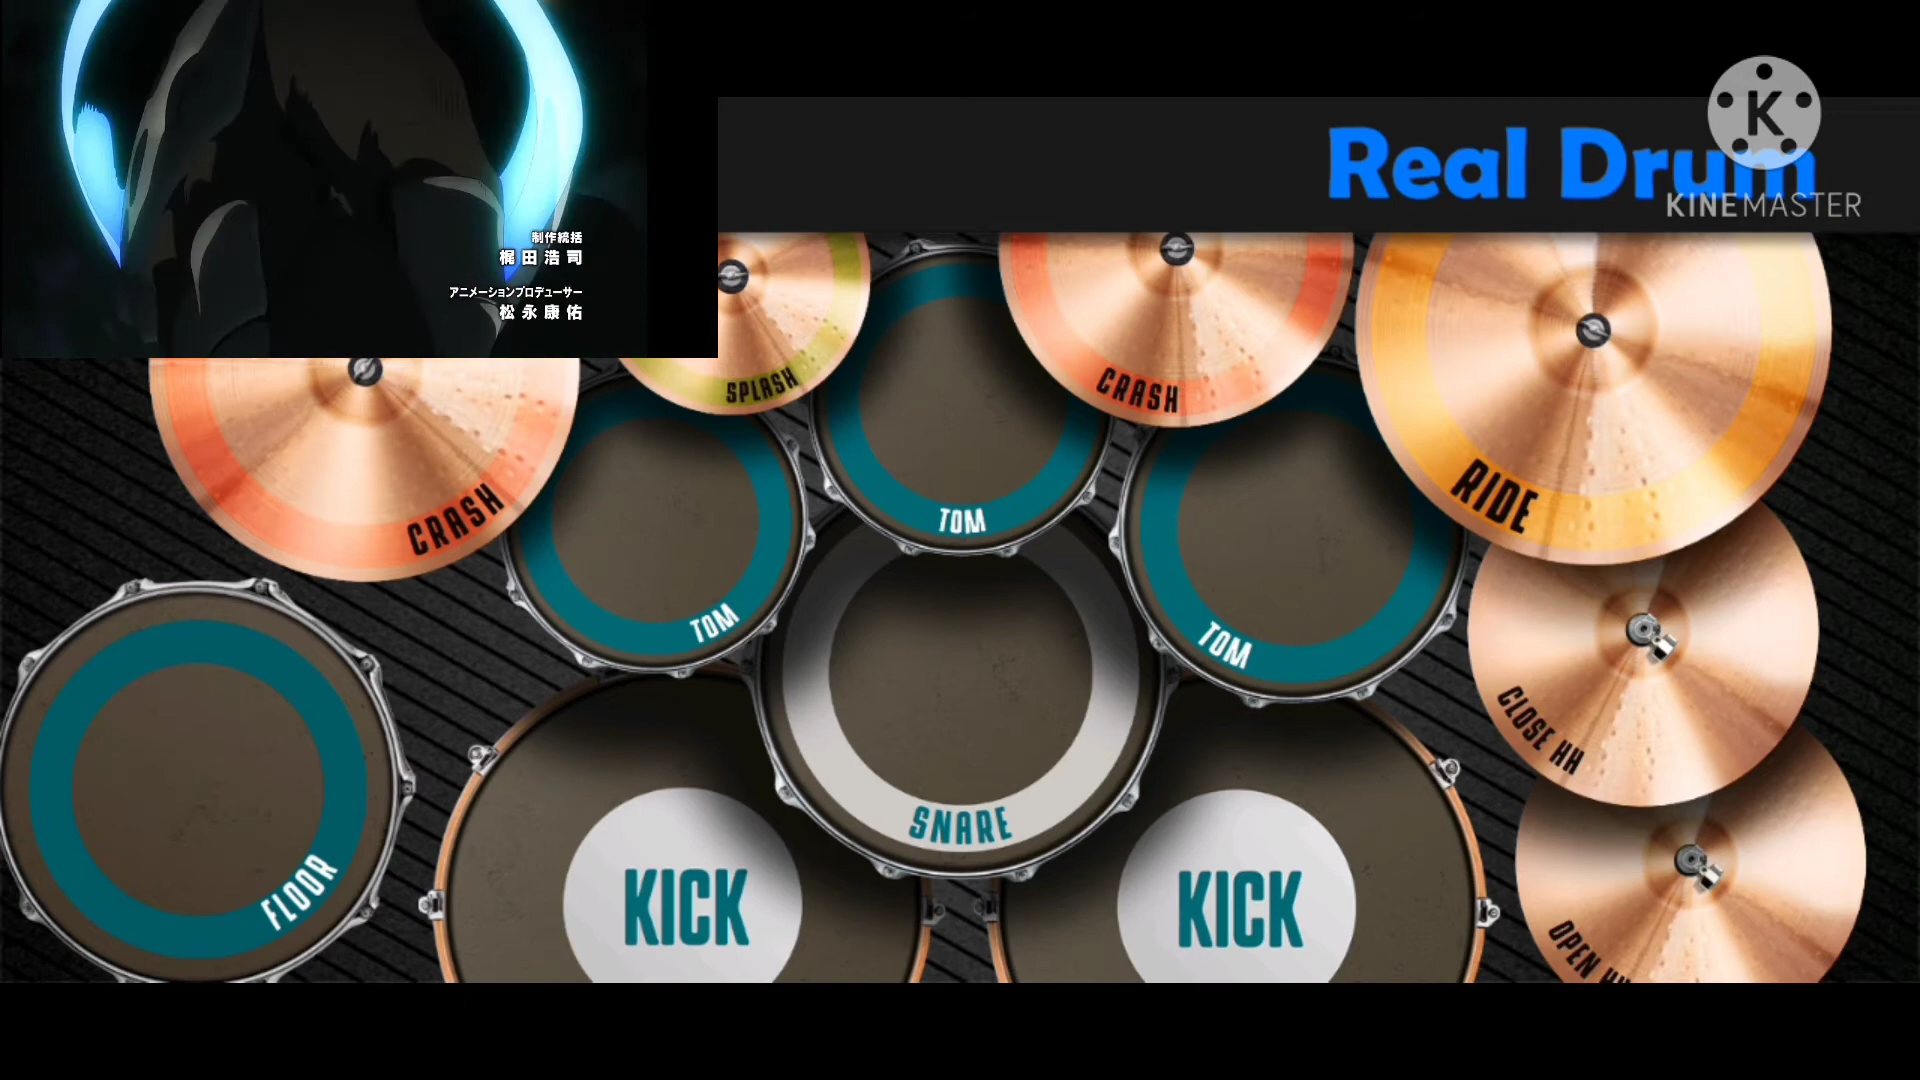 制作統括
梶田浩司
アニメーションプロデューサー
松永康佑
Real Drum
K
KINEMASTER
SPLASH
CRASH
CRASH
RIDE
TOM
TOM
TOM
CLOSE HH
SNARE
FLOOR
KICK
KICK
OPEN HH